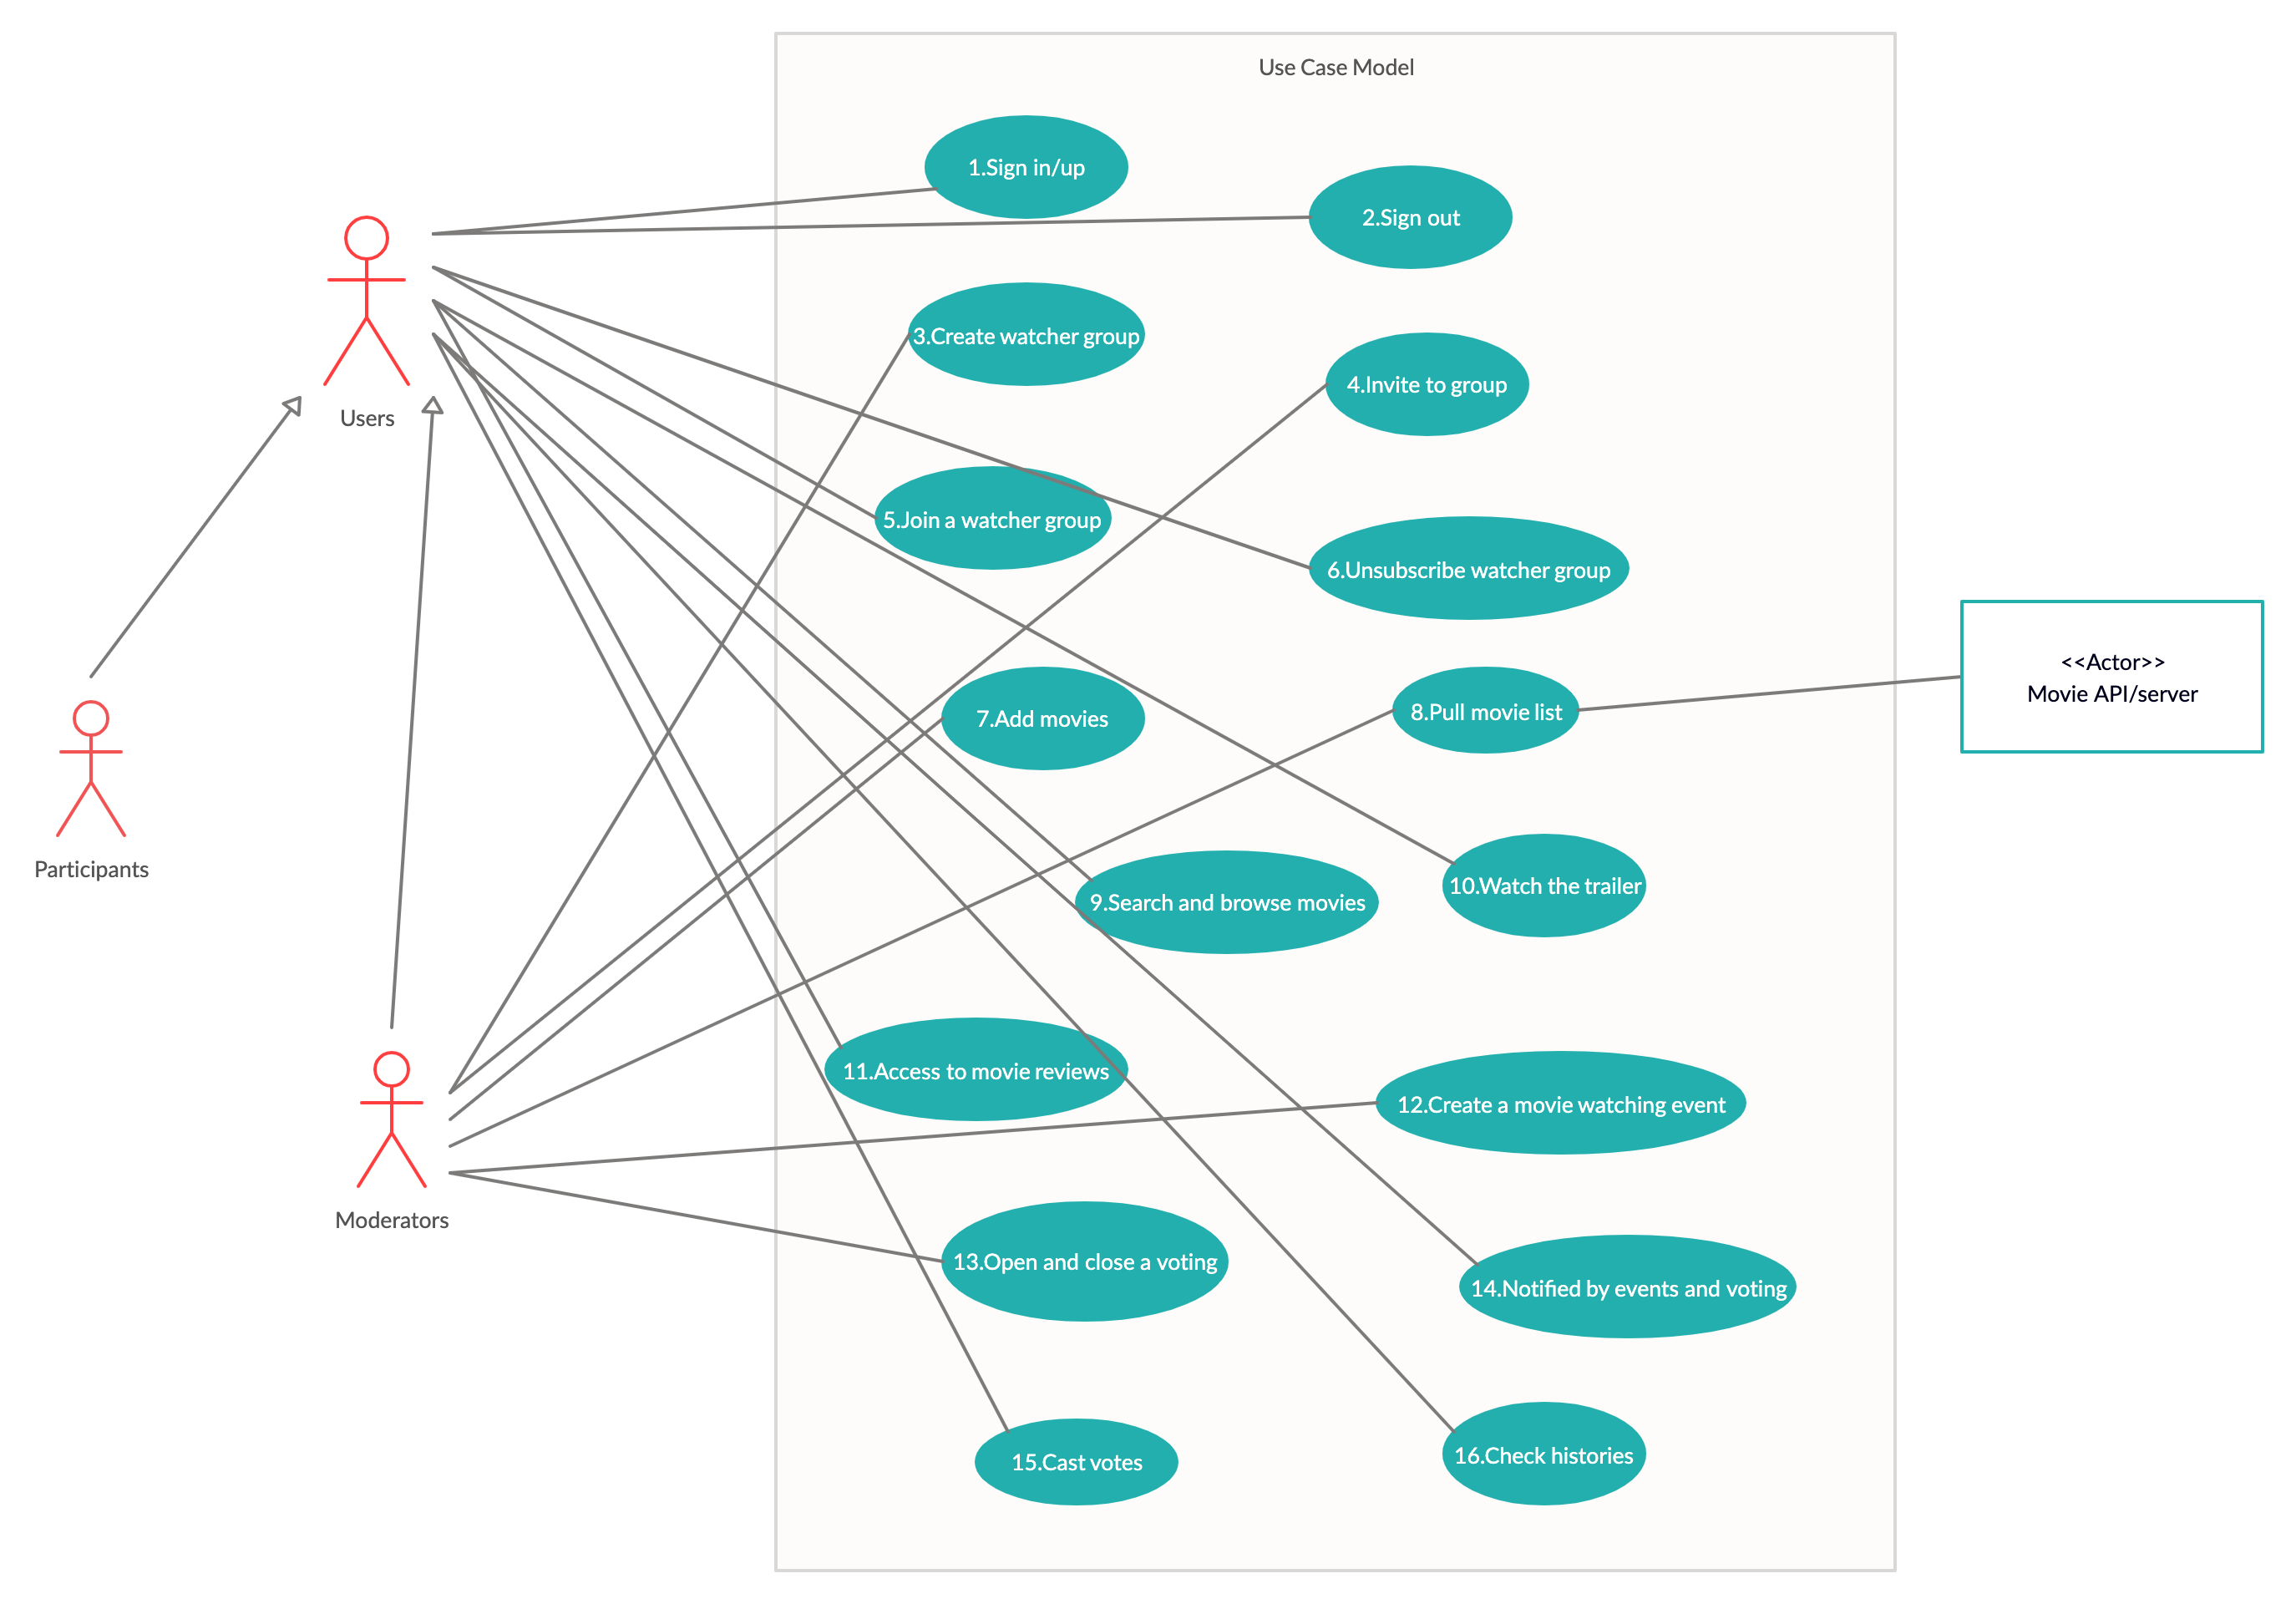 Use Case Model
1.Sign in/up
2.Sign out
3.Create watcher group
4.Invite to group
Users
5.Join a watcher group
6.Unsubscribe watcher group
<<Actor>>
Movie API/server
7.Add movies
8.Pull movie list
Participants
9.Search and browse movies
10.Watch the trailer
11.Access to movie reviews
12.Create a movie watching event
Moderators
13.Open and close a voting
14.Notified by events and voting
15.Cast votes
16.Check histories